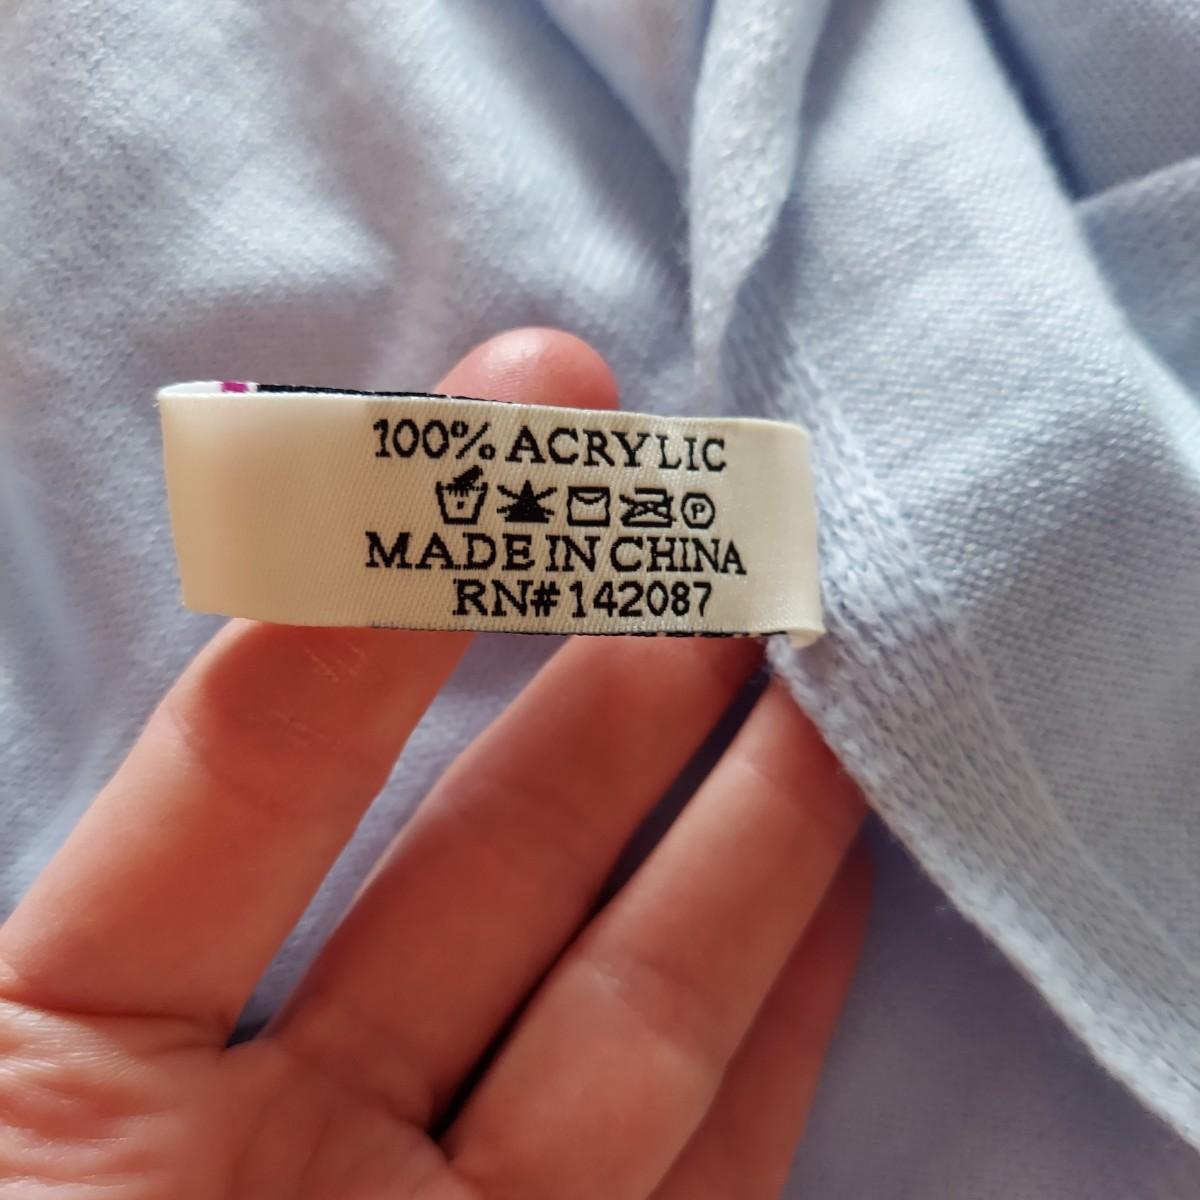 100% ACRYLIC
P
MADE IN CHINA
RN# 142087